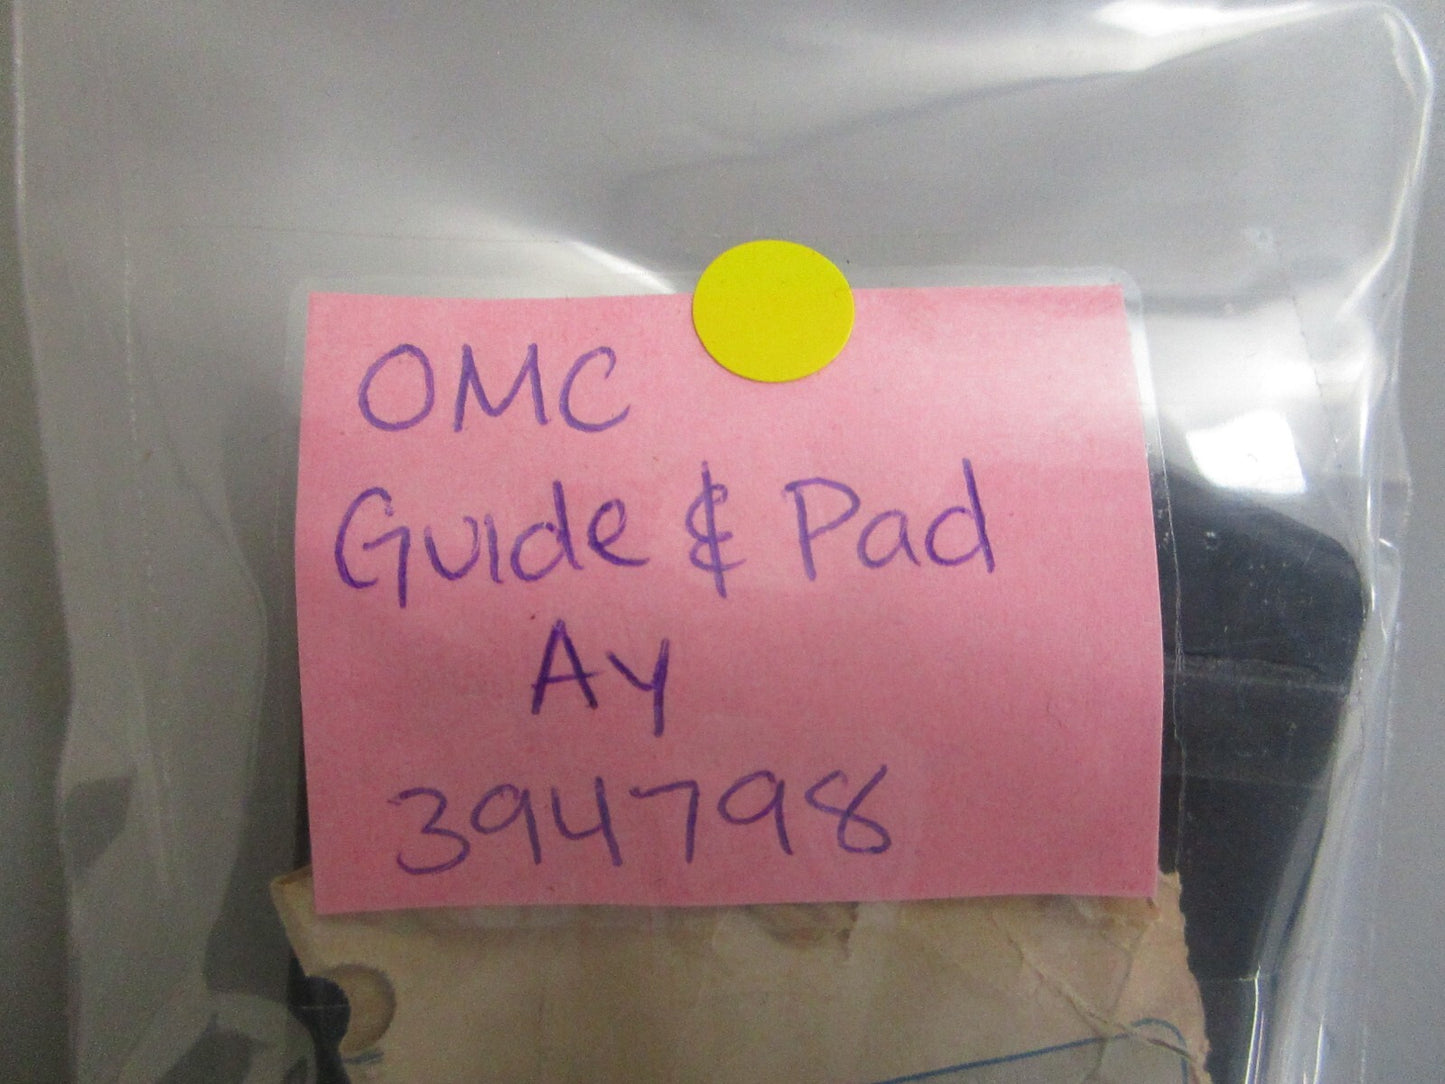 OMC
Guide & Pad
Ay
394798